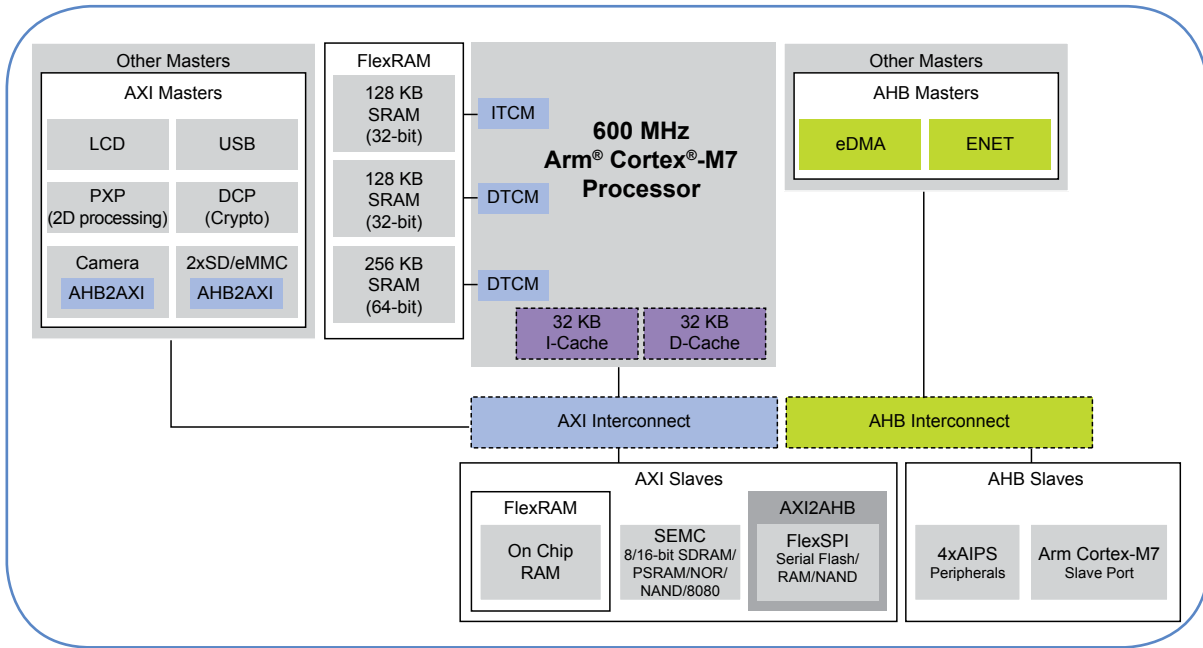 Other Masters
AXI Masters
LCD
USB
PXP
(2D processing)
DCP
(Crypto)
Camera
AHB2AXI
2xSD/eMMC
AHB2AXI
FlexRAM
128 KB
SRAM
(32-bit)
128 KB
SRAM
(32-bit)
256 KB
SRAM
(64-bit)
ITCM
DTCM
DTCM
600 MHz
Arm® Cortex®-M7
Processor
32 KB
I-Cache
32 KB
D-Cache
Other Masters
AHB Masters
eDMA
ENET
AXI Interconnect
AHB Interconnect
AXI Slaves
FlexRAM
On Chip
RAM
SEMC
8/16-bit SDRAM/
PSRAM/NOR/
NAND/8080
AXI2AHB
FlexSPI
Serial Flash/
RAM/NAND
AHB Slaves
4xAIPS
Peripherals
Arm Cortex-M7
Slave Port